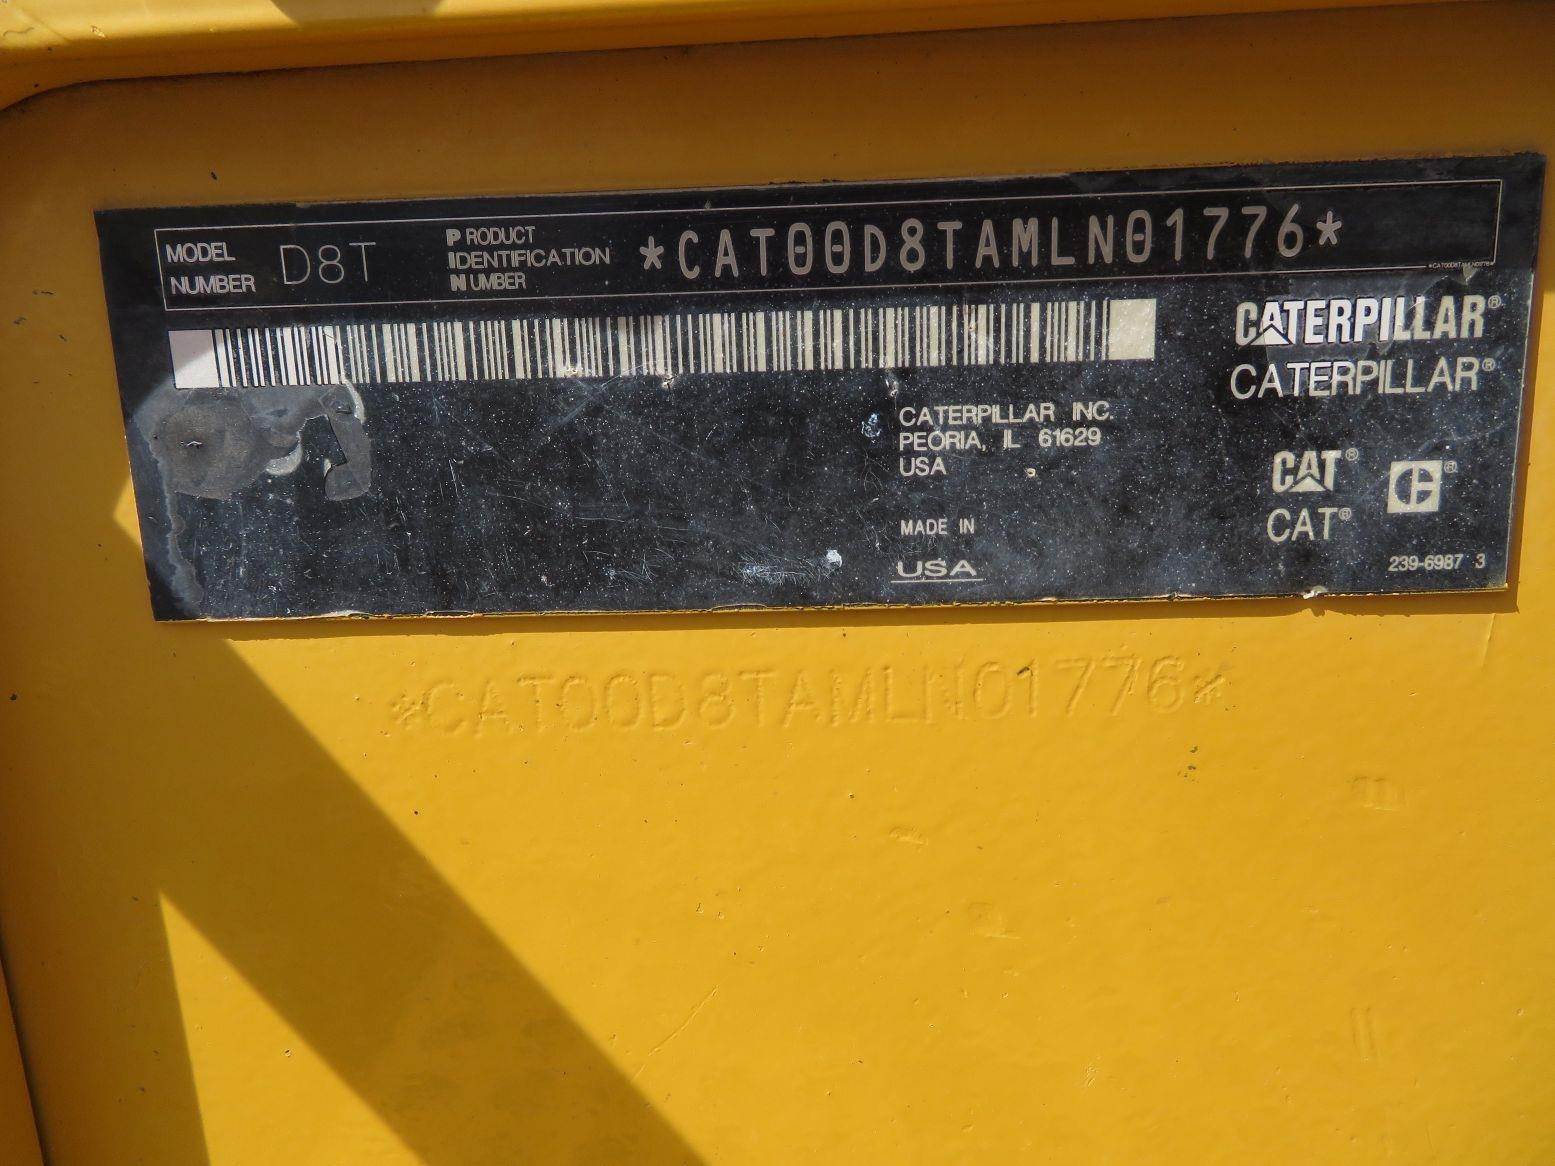 MODEL NUMBER D8T
PRODUCT IDENTIFICATION NUMBER
*CAT00D8TAMLN01776*
*CAT00D8TAMLN01776*
CATERPILLAR®
CATERPILLAR®
CATERPILLAR INC.
PEORIA, IL 61629
USA
MADE IN
USA
CAT®
CAT®
C®
239-6987 3
*CAT00D8TAMLN01776*